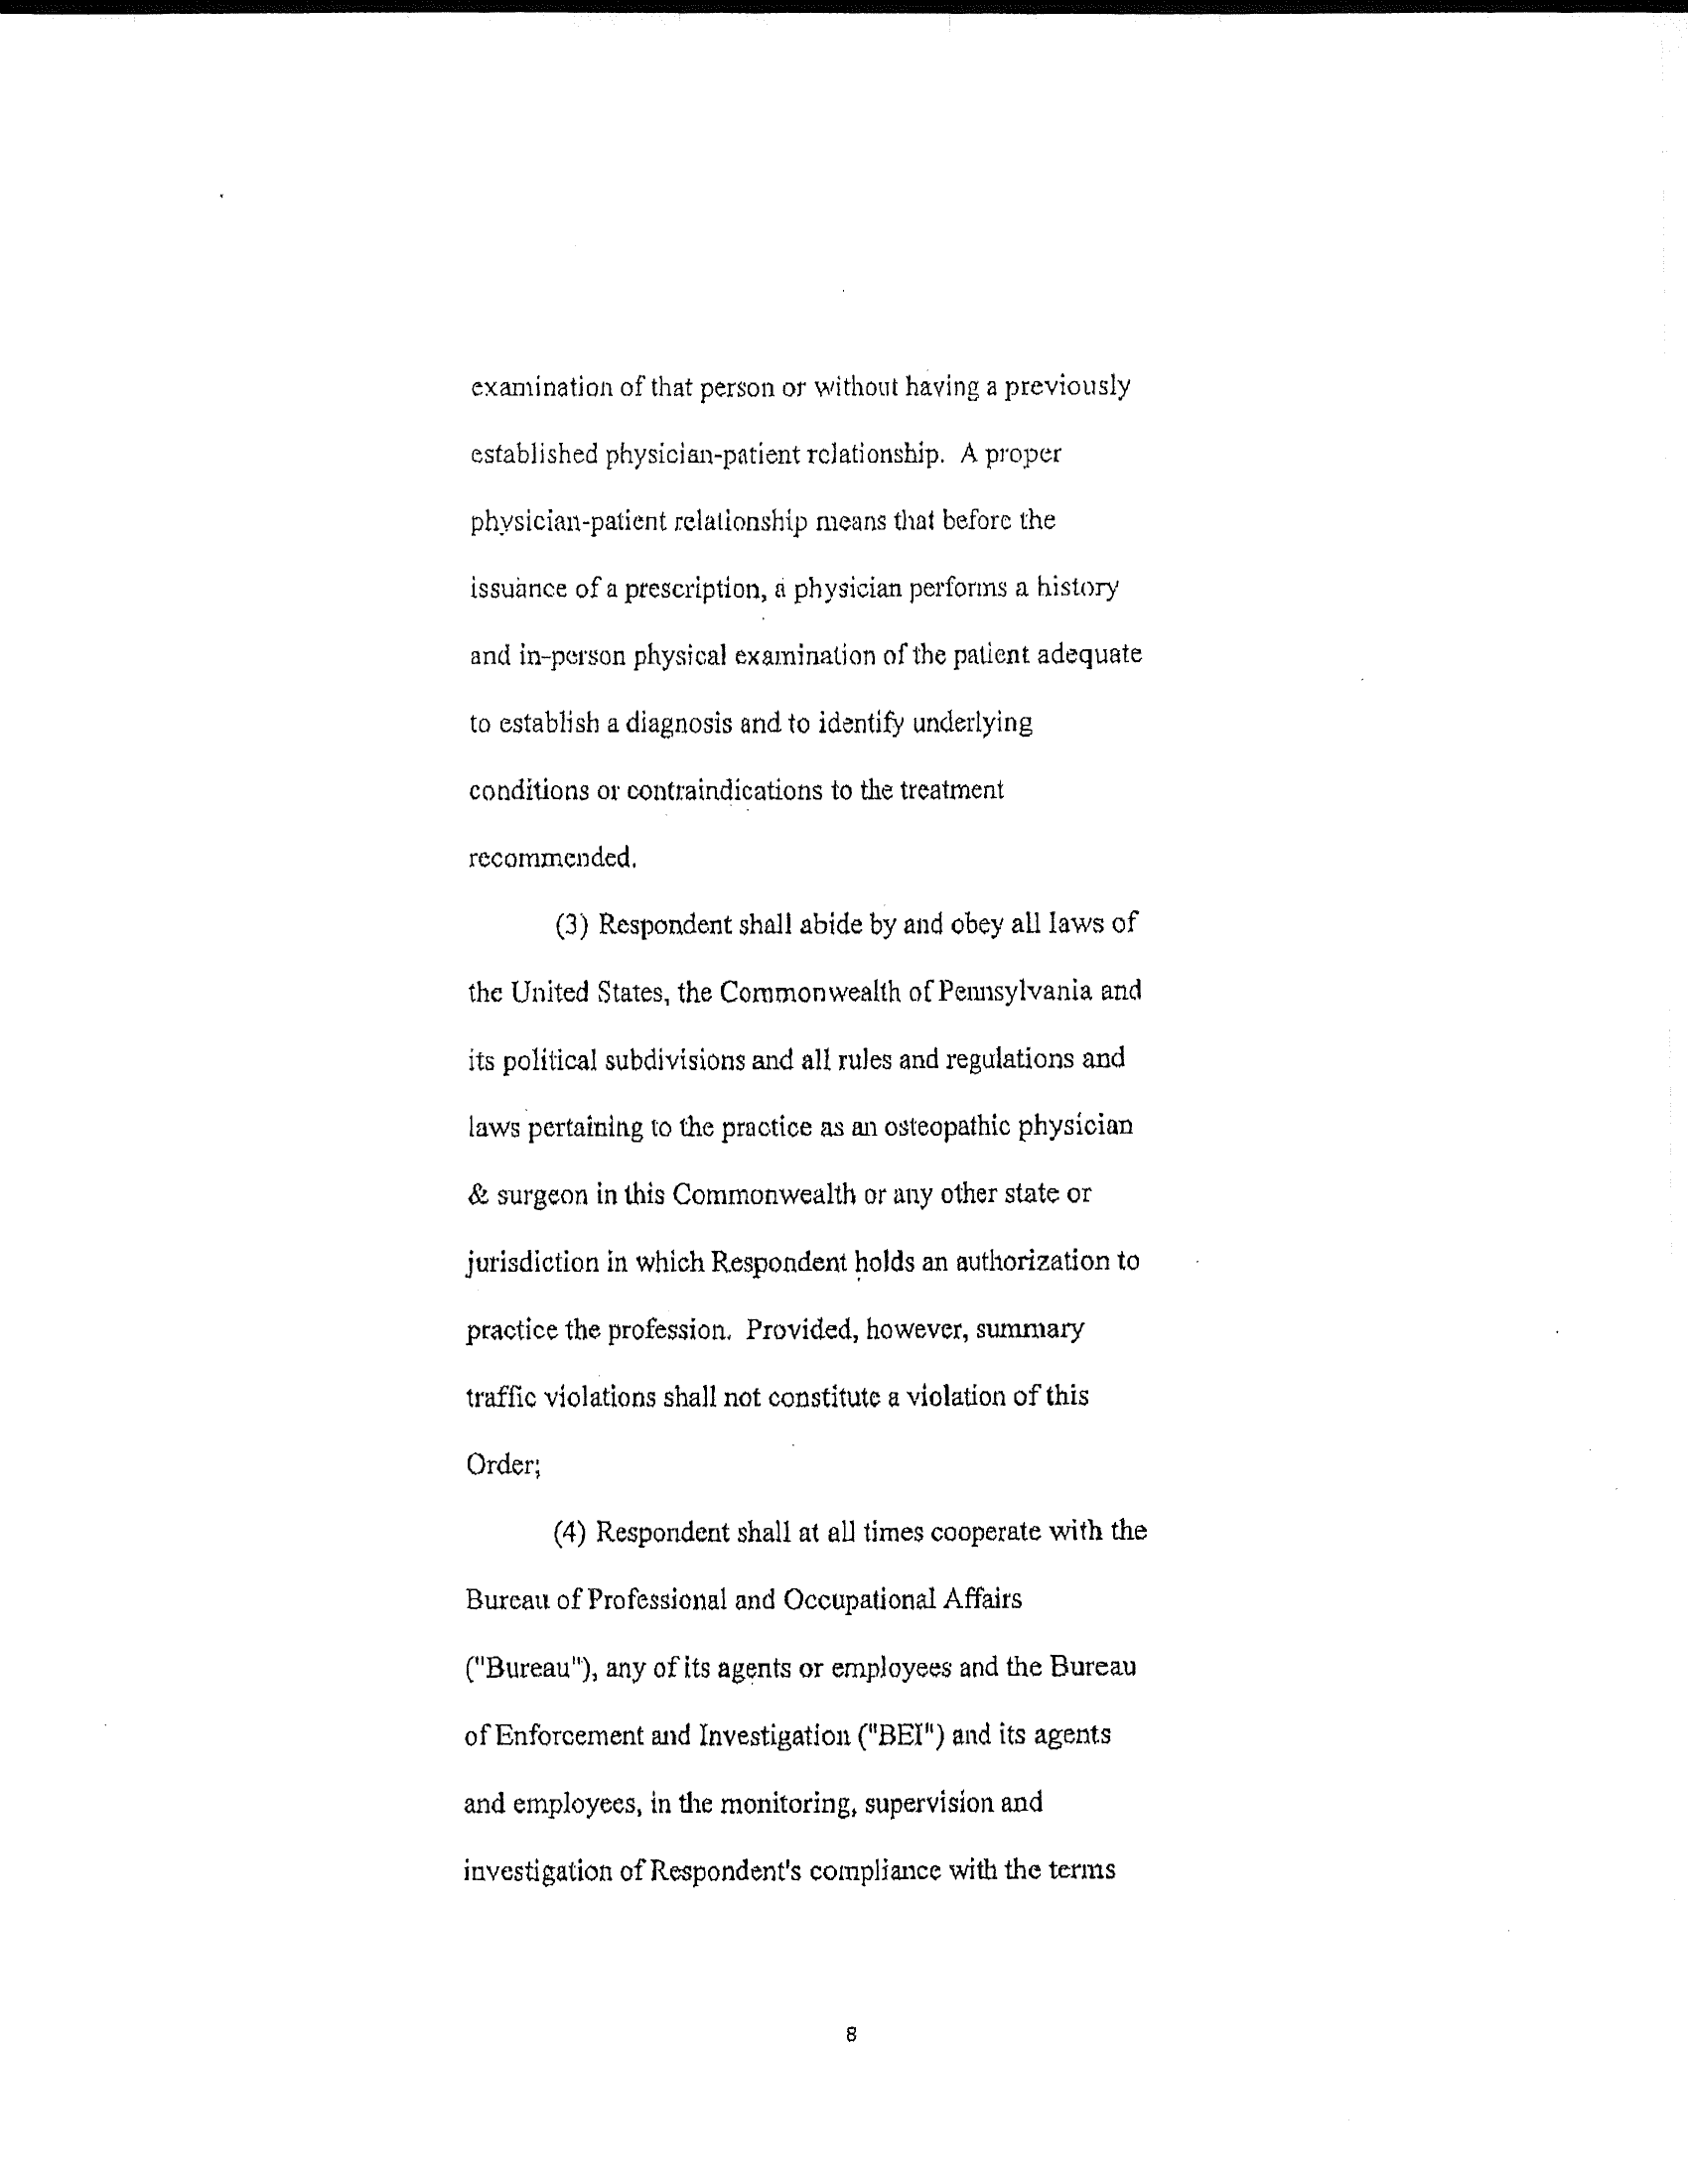 examination of that person or without having a previously
established physician-patient relationship. A proper
physician-patient relationship means that before the
issuance of a prescription, a physician performs a history
and in-person physical examination of the patient adequate
to establish a diagnosis and to identify underlying
conditions or contraindications to the treatment
recommended.
(3) Respondent shall abide by and obey all laws of
the United States, the Commonwealth of Pennsylvania and
its political subdivisions and all rules and regulations and
laws pertaining to the practice as an osteopathic physician
& surgeon in this Commonwealth or any other state or
jurisdiction in which Respondent holds an authorization to
practice the profession. Provided, however, summary
traffic violations shall not constitute a violation of this
Order;
(4) Respondent shall at all times cooperate with the
Bureau of Professional and Occupational Affairs
("Bureau"), any of its agents or employees and the Bureau
of Enforcement and Investigation ("BEI") and its agents
and employees, in the monitoring, supervision and
investigation of Respondent's compliance with the terms
8